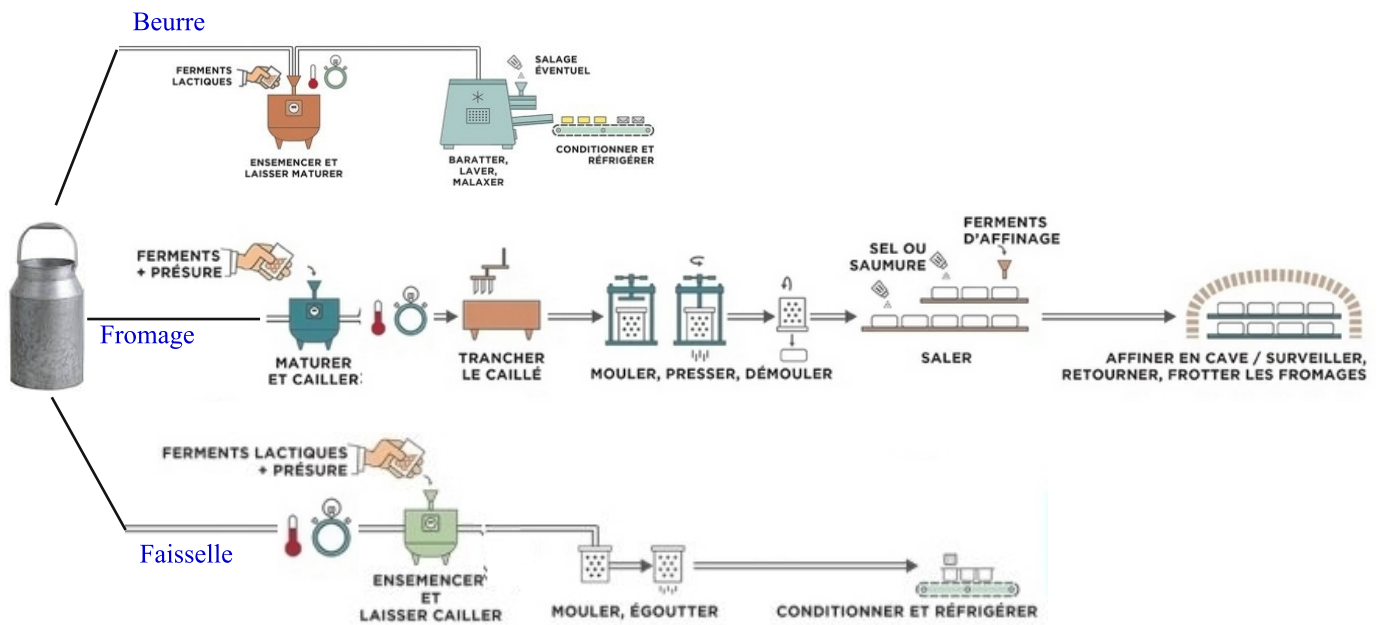 Beurre
FERMENTS
LACTIQUES
SALAGE
ÉVENTUEL
ENSEMENCER ET
LAISSER MATURER
BARATTER,
LAVER,
MALAXER
CONDITIONNER ET
RÉFRIGÉRER
FERMENTS
+ PRÉSURE
Fromage
MATURER
ET CAILLER
TRANCHER
LE CAILLÉ
MOULER, PRESSER, DÉMOULER
SEL OU
SAUMURE
FERMENTS
D'AFFINAGE
SALER
AFFINER EN CAVE / SURVEILLER,
RETOURNER, FROTTER LES FROMAGES
FERMENTS LACTIQUES
+ PRÉSURE
Faisselle
ENSEMENCER
ET
LAISSER CAILLER
MOULER, ÉGOUTTER
CONDITIONNER ET RÉFRIGÉRER